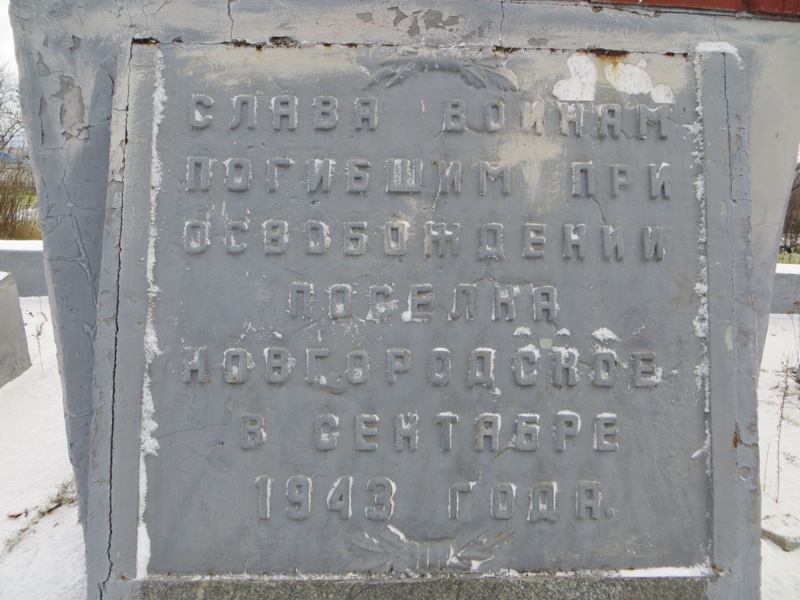 СЛАВА ВОИНАМ
ПОГИБШИМ ПРИ
ОСВОБОЖДЕНИИ
ПОСЕЛКА
НОВГОРОДСКОЕ
В СЕНТЯБРЕ
1943 ГОДА.